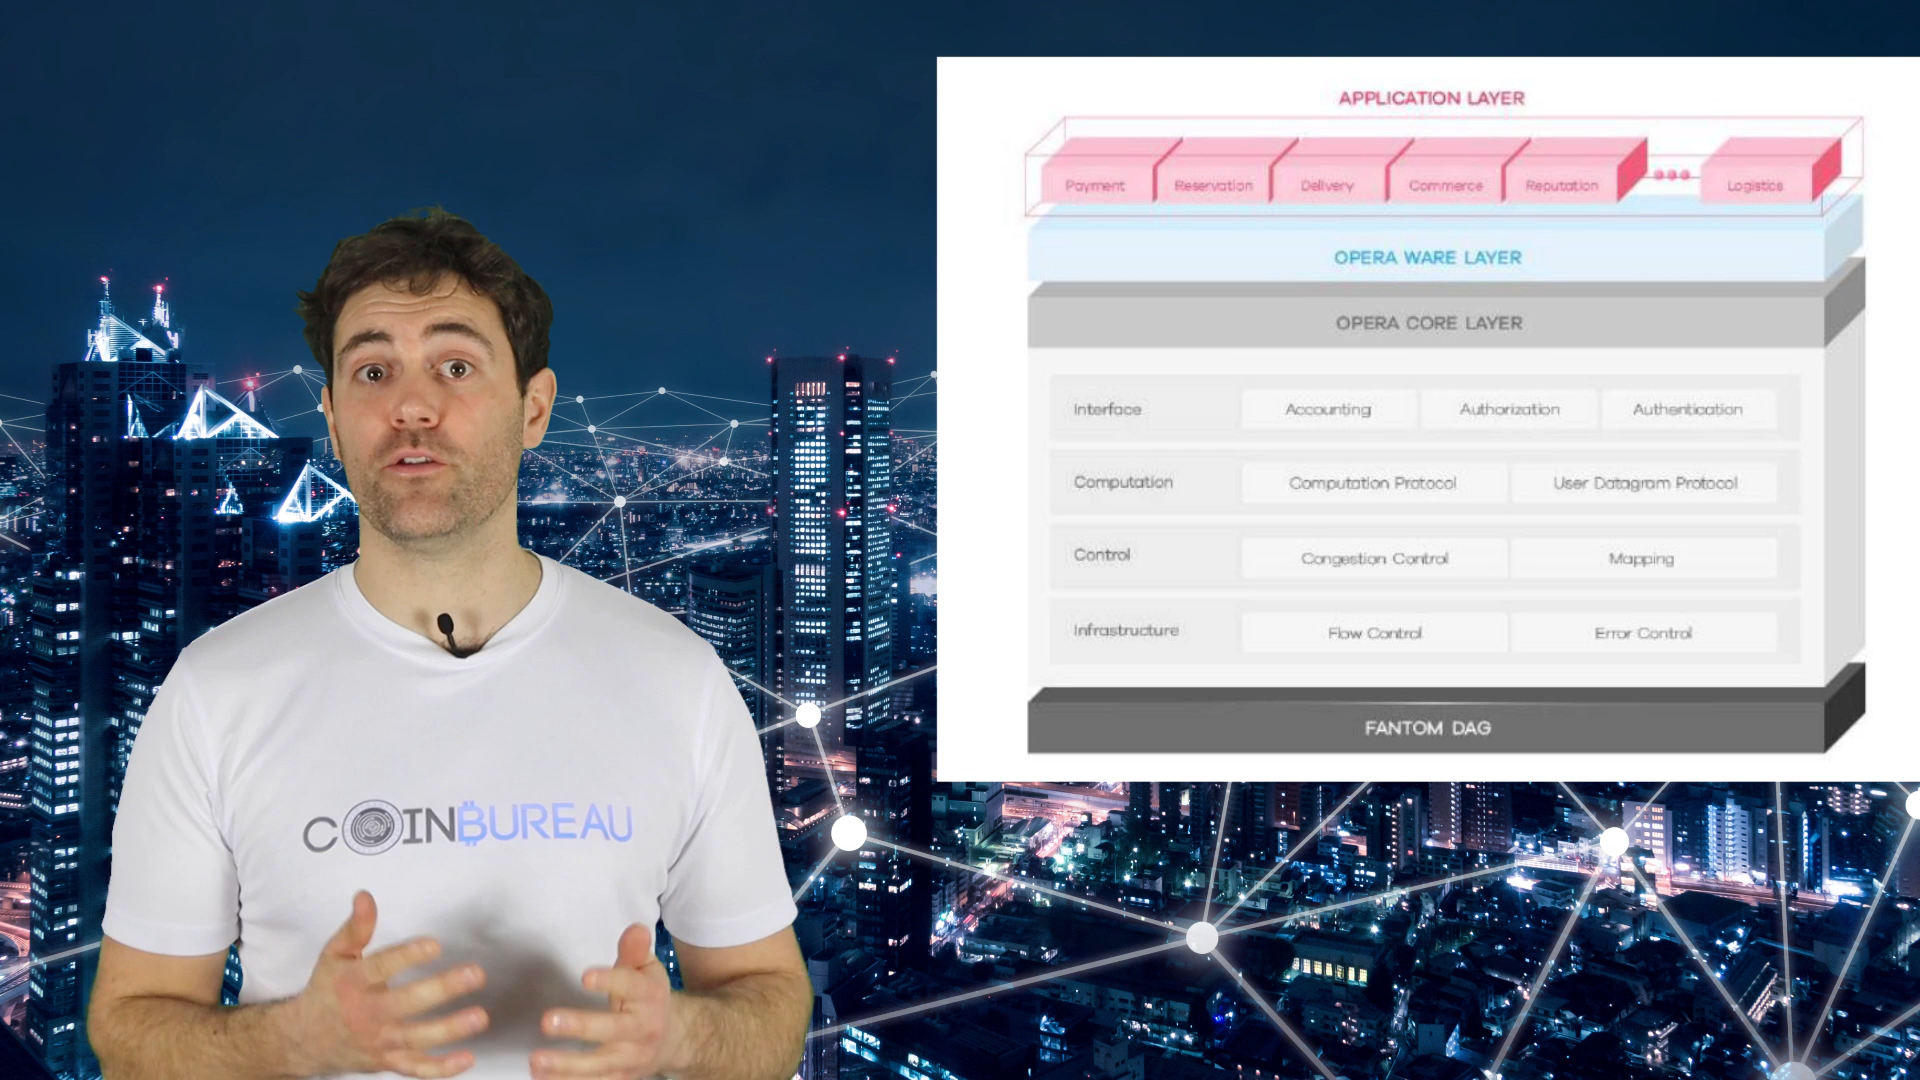 APPLICATION LAYER
Payment Reservation Delivery Commerce Reputation Logistics
OPERA WARE LAYER
OPERA CORE LAYER
Interface Accounting Authorization Authentication
Computation Computation Protocol User Datagram Protocol
Control Congestion Control Mapping
Infrastructure Flow Control Error Control
FANTOM DAG
COINBUREAU